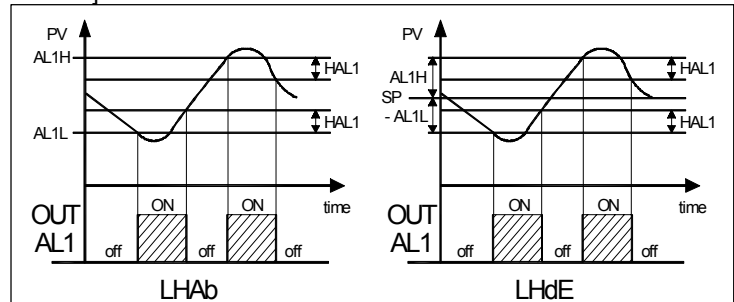 PV
AL1H
HAL1
AL1L
HAL1
ON
ON
time
OUT
AL1
off
off
off
LHAb
PV
AL1H
HAL1
SP
- AL1L
HAL1
ON
ON
time
OUT
AL1
off
off
off
LHdE